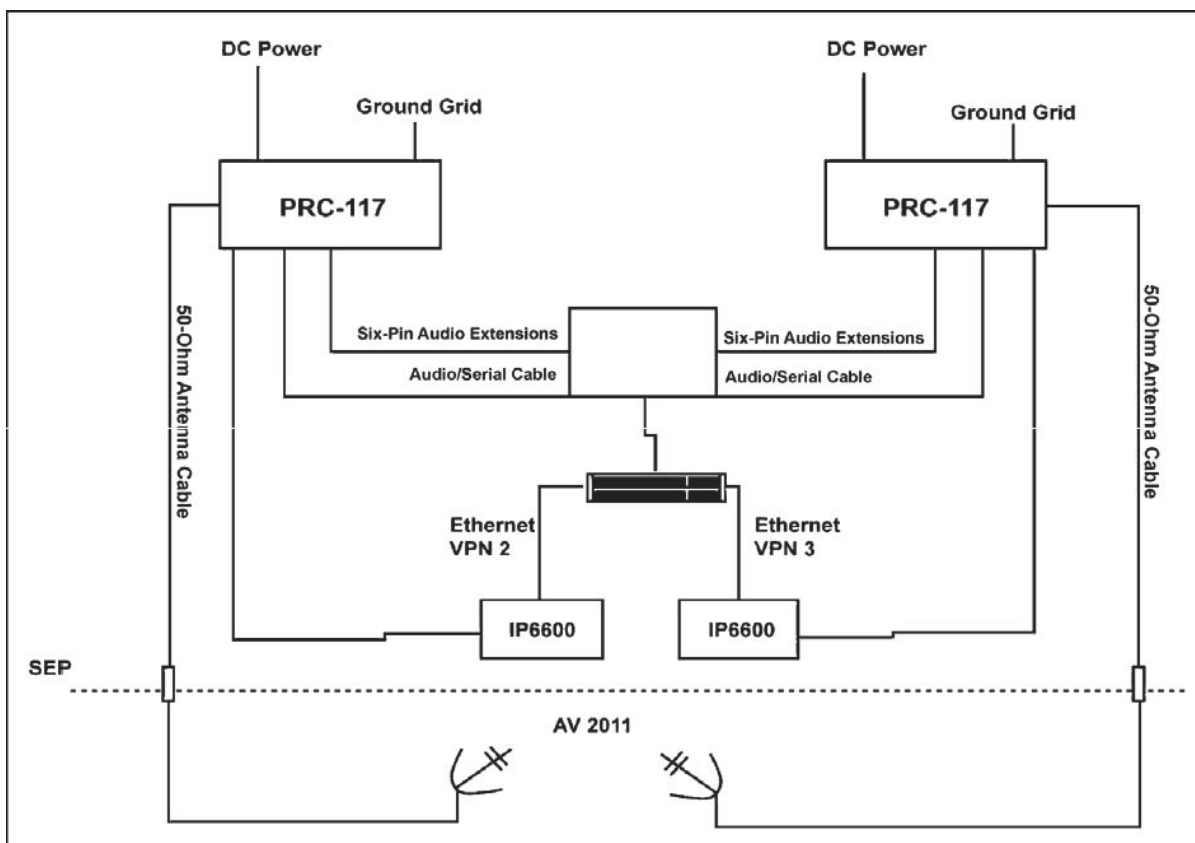 DC Power
DC Power
Ground Grid
Ground Grid
PRC-117
PRC-117
50-Ohm Antenna Cable
50-Ohm Antenna Cable
Six-Pin Audio Extensions
Six-Pin Audio Extensions
Audio/Serial Cable
Audio/Serial Cable
Ethernet
VPN 2
Ethernet
VPN 3
IP6600
IP6600
SEP
AV 2011